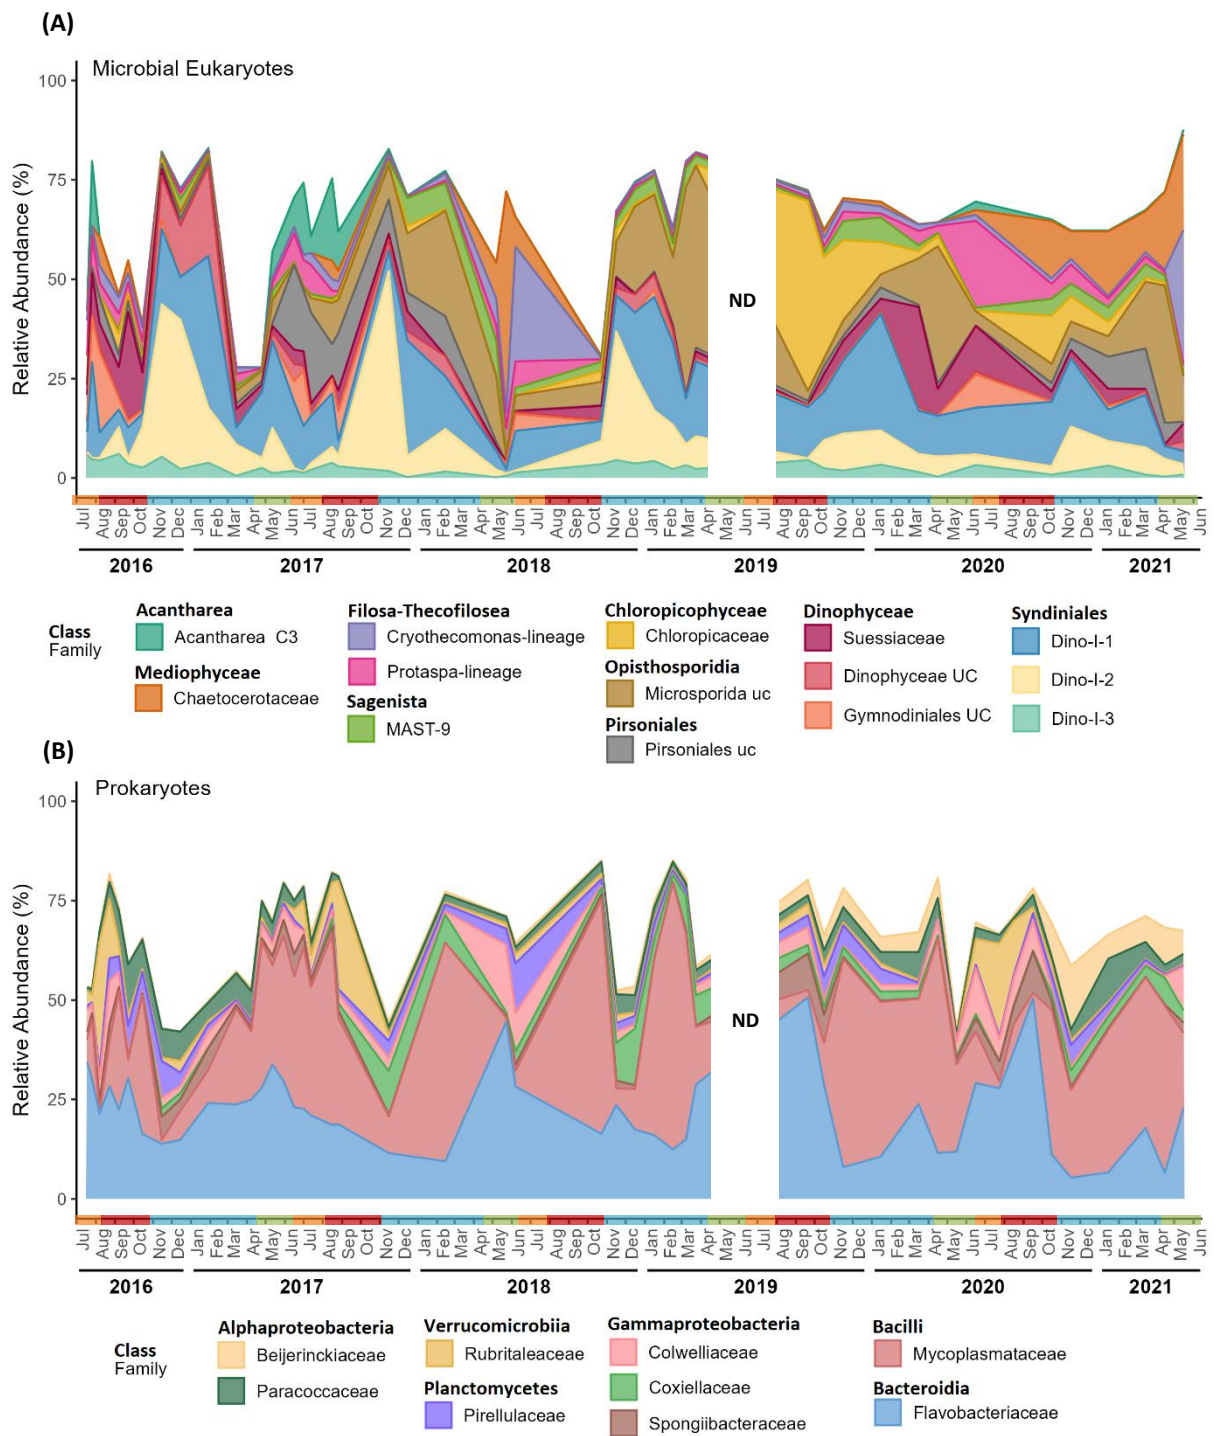 (A)
Microbial Eukaryotes
Relative Abundance (%)
100
75
50
25
0
ND
Jul Aug Sep Oct Nov Dec Jan Feb Mar Apr May Jun Jul Aug Sep Oct Nov Dec Jan Feb Mar Apr May Jun Jul Aug Sep Oct Nov Dec Jan Feb Mar Apr May Jun Jul Aug Sep Oct Nov Dec Jan Feb Mar Apr May Jun Jul Aug Sep Oct Nov Dec Jan Feb Mar Apr May Jun
2016 2017 2018 2019 2020 2021
Class
Family
Acantharea
Acantharea C3
Mediophyceae
Chaetocerotaceae
Filosa-Thecofilosea
Cryothecomonas-lineage
Protaspa-lineage
Sagenista
MAST-9
Chloropicophyceae
Chloropicaceae
Opisthosporidia
Microsporida uc
Pirsoniales
Pirsoniales uc
Dinophyceae
Suessiaceae
Dinophyceae UC
Gymnodiniales UC
Syndiniales
Dino-I-1
Dino-I-2
Dino-I-3
(B)
Prokaryotes
Relative Abundance (%)
100
75
50
25
0
ND
Jul Aug Sep Oct Nov Dec Jan Feb Mar Apr May Jun Jul Aug Sep Oct Nov Dec Jan Feb Mar Apr May Jun Jul Aug Sep Oct Nov Dec Jan Feb Mar Apr May Jun Jul Aug Sep Oct Nov Dec Jan Feb Mar Apr May Jun Jul Aug Sep Oct Nov Dec Jan Feb Mar Apr May Jun
2016 2017 2018 2019 2020 2021
Class
Family
Alphaproteobacteria
Beijerinckiaceae
Paracoccaceae
Verrucomicrobiia
Rubritaleaceae
Planctomycetes
Pirellulaceae
Gammaproteobacteria
Colwelliaceae
Coxiellaceae
Spongiibacteraceae
Bacilli
Mycoplasmataceae
Bacteroidia
Flavobacteriaceae